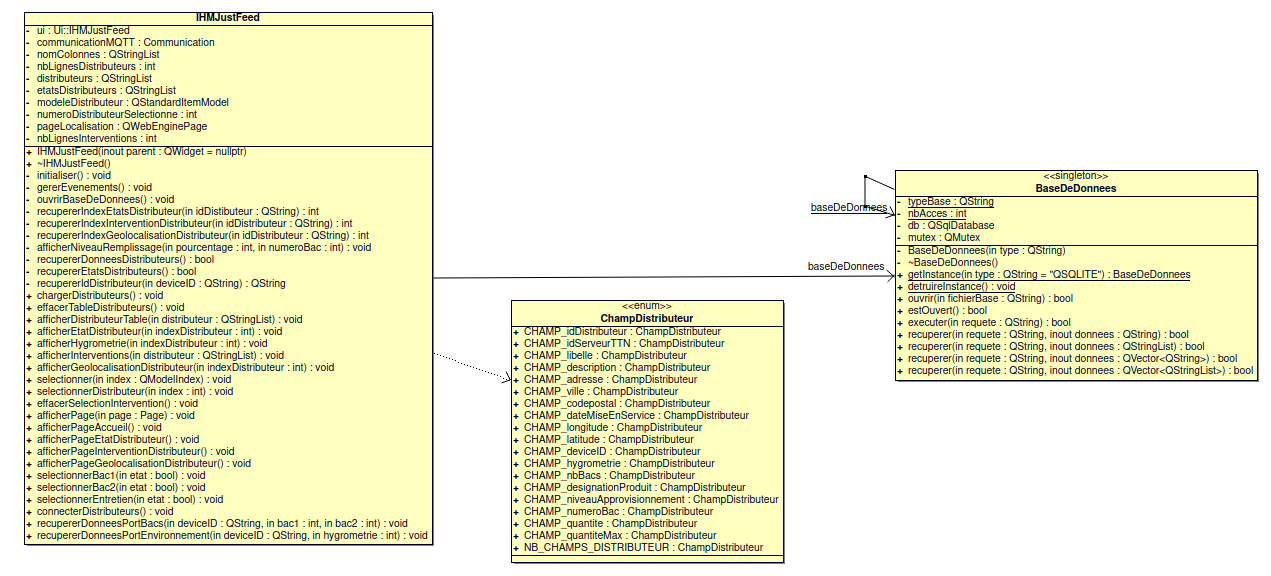 IHMJustFeed
- ui : Ui::IHMJustFeed
- communicationMQTT : Communication
- nomColonnes : QStringList
- nbLignesDistributeurs : int
- distributeurs : QStringList
- etatsDistributeurs : QStringList
- modeleDistributeur : QStandardItemModel
- numeroDistributeurSelectionne : int
- pageLocalisation : QWebEnginePage
- nbLignesInterventions : int
+ IHMJustFeed(inout parent : QWidget = nullptr)
+ ~IHMJustFeed()
- initialiser() : void
- gererEvenements() : void
- ouvrirBaseDeDonnees() : void
- recupererIndexEtatsDistributeur(in idDistibuteur : QString) : int
- recupererIndexInterventionDistributeur(in idDistributeur : QString) : int
- recupererIndexGeolocalisationDistributeur(in idDistributeur : QString) : int
- afficherNiveauRemplissage(in pourcentage : int, in numeroBac : int) : void
- recupererDonneesDistributeurs() : bool
- recupererEtatsDistributeurs() : bool
- recupererIdDistributeur(in deviceID : QString) : QString
+ chargerDistributeurs() : void
+ effacerTableDistributeurs() : void
+ afficherDistributeurTable(in distributeur : QStringList) : void
+ afficherEtatDistributeur(in indexDistributeur : int) : void
+ afficherHygrometrie(in indexDistributeur : int) : void
+ afficherInterventions(in distributeur : QStringList) : void
+ afficherGeolocalisationDistributeur(in indexDistributeur : int) : void
+ selectionner(in index : QModelIndex) : void
+ selectionnerDistributeur(in index : int) : void
+ effacerSelectionIntervention() : void
+ afficherPage(in page : Page) : void
+ afficherPageAccueil() : void
+ afficherPageEtatDistributeur() : void
+ afficherPageInterventionDistributeur() : void
+ afficherPageGeolocalisationDistributeur() : void
+ selectionnerBac1(in etat : bool) : void
+ selectionnerBac2(in etat : bool) : void
+ selectionnerEntretien(in etat : bool) : void
+ connecterDistributeurs() : void
+ recupererDonneesPortBacs(in deviceID : QString, in bac1 : int, in bac2 : int) : void
+ recupererDonneesPortEnvironnement(in deviceID : QString, in hygrometrie : int) : void
baseDeDonnees
baseDeDonnees
<<enum>>
ChampDistributeur
+ CHAMP_idDistributeur : ChampDistributeur
+ CHAMP_idServeurTTN : ChampDistributeur
+ CHAMP_libelle : ChampDistributeur
+ CHAMP_description : ChampDistributeur
+ CHAMP_adresse : ChampDistributeur
+ CHAMP_ville : ChampDistributeur
+ CHAMP_codepostal : ChampDistributeur
+ CHAMP_dateMiseEnService : ChampDistributeur
+ CHAMP_longitude : ChampDistributeur
+ CHAMP_latitude : ChampDistributeur
+ CHAMP_deviceID : ChampDistributeur
+ CHAMP_hygrometrie : ChampDistributeur
+ CHAMP_nbBacs : ChampDistributeur
+ CHAMP_designationProduit : ChampDistributeur
+ CHAMP_niveauApprovisionnement : ChampDistributeur
+ CHAMP_numeroBac : ChampDistributeur
+ CHAMP_quantite : ChampDistributeur
+ CHAMP_quantiteMax : ChampDistributeur
+ NB_CHAMPS_DISTRIBUTEUR : ChampDistributeur
<<singleton>>
BaseDeDonnees
- typeBase : QString
- nbAcces : int
- db : QSqlDatabase
- mutex : QMutex
- BaseDeDonnees(in type : QString)
- ~BaseDeDonnees()
+ getInstance(in type : QString = "QSQLITE") : BaseDeDonnees
+ detruireInstance() : void
+ ouvrir(in fichierBase : QString) : bool
+ estOuvert() : bool
+ executer(in requete : QString) : bool
+ recuperer(in requete : QString, inout donnees : QString) : bool
+ recuperer(in requete : QString, inout donnees : QStringList) : bool
+ recuperer(in requete : QString, inout donnees : QVector<QString>) : bool
+ recuperer(in requete : QString, inout donnees : QVector<QStringList>) : bool